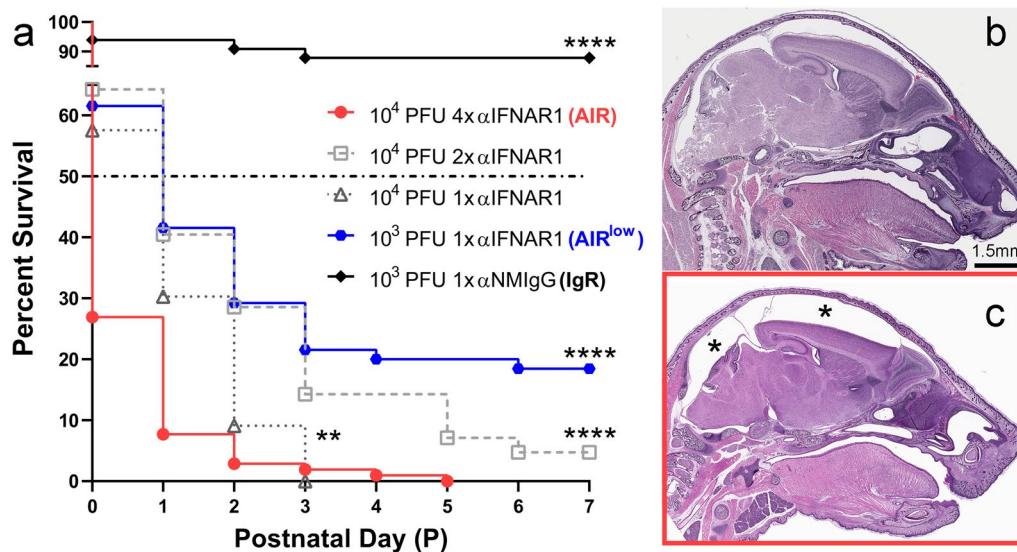 a
Percent Survival
100
90
60
50
40
30
20
10
0
10⁴ PFU 4x αIFNAR1 (AIR)
10⁴ PFU 2x αIFNAR1
10⁴ PFU 1x αIFNAR1
10³ PFU 1x αIFNAR1 (AIR^low)
10³ PFU 1x αNMIgG (IgR)
****
****
**
****
0 1 2 3 4 5 6 7
Postnatal Day (P)
b
1.5mm
c
*
*